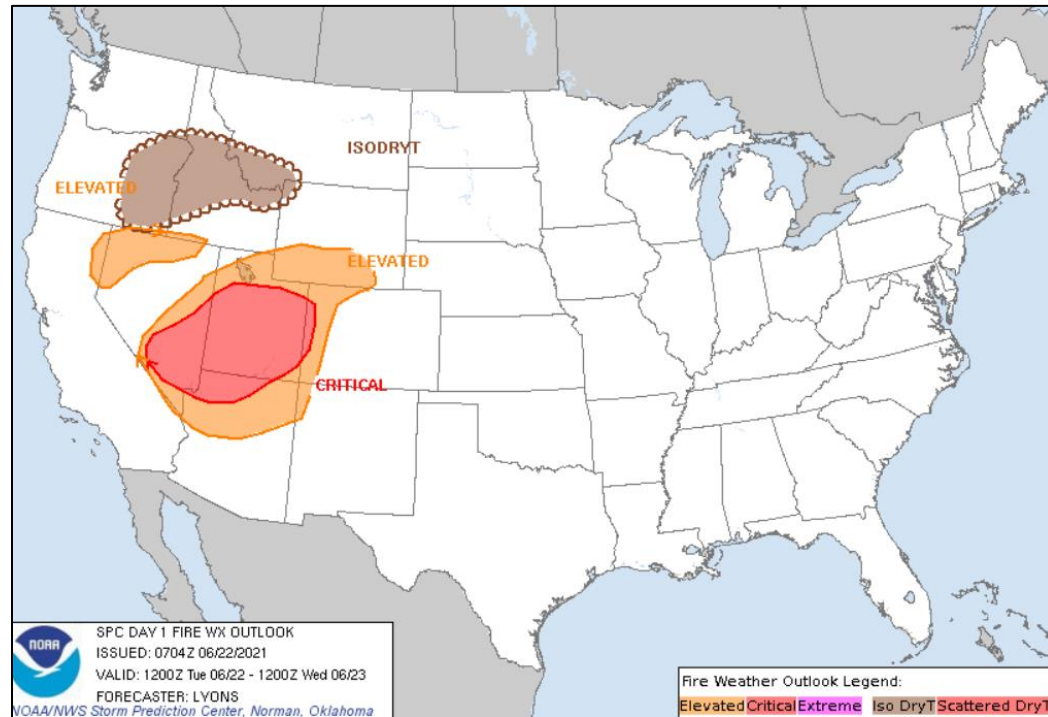 ISODRYT
ELEVATED
ELEVATED
CRITICAL
NOAA
SPC DAY 1 FIRE WX OUTLOOK
ISSUED: 0704Z 06/22/2021
VALID: 1200Z Tue 06/22 - 1200Z Wed 06/23
FORECASTER: LYONS
NOAA/NWS Storm Prediction Center, Norman, Oklahoma
Fire Weather Outlook Legend:
Elevated Critical Extreme Iso DryT Scattered DryT